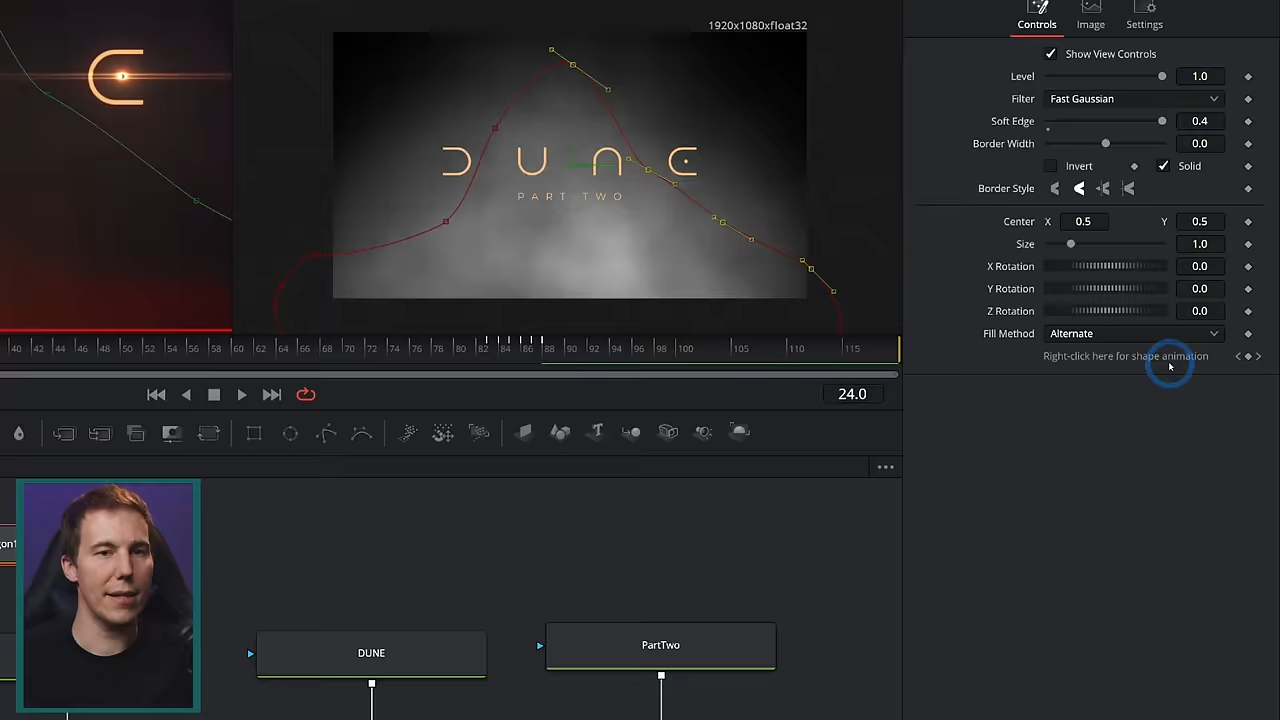 1920x1080xfloat32
DUNE
PART TWO
Controls
Image
Settings
Show View Controls
Level 1.0
Filter Fast Gaussian
Soft Edge 0.4
Border Width 0.0
Invert Solid
Border Style
Center X 0.5 Y 0.5
Size 1.0
X Rotation 0.0
Y Rotation 0.0
Z Rotation 0.0
Fill Method Alternate
Right-click here for shape animation
40 42 44 46 48 50 52 54 56 58 60 62 64 66 68 70 72 74 76 78 80 82 84 86 88 90 92 94 96 98 100 105 110 115
24.0
gon1
DUNE
PartTwo